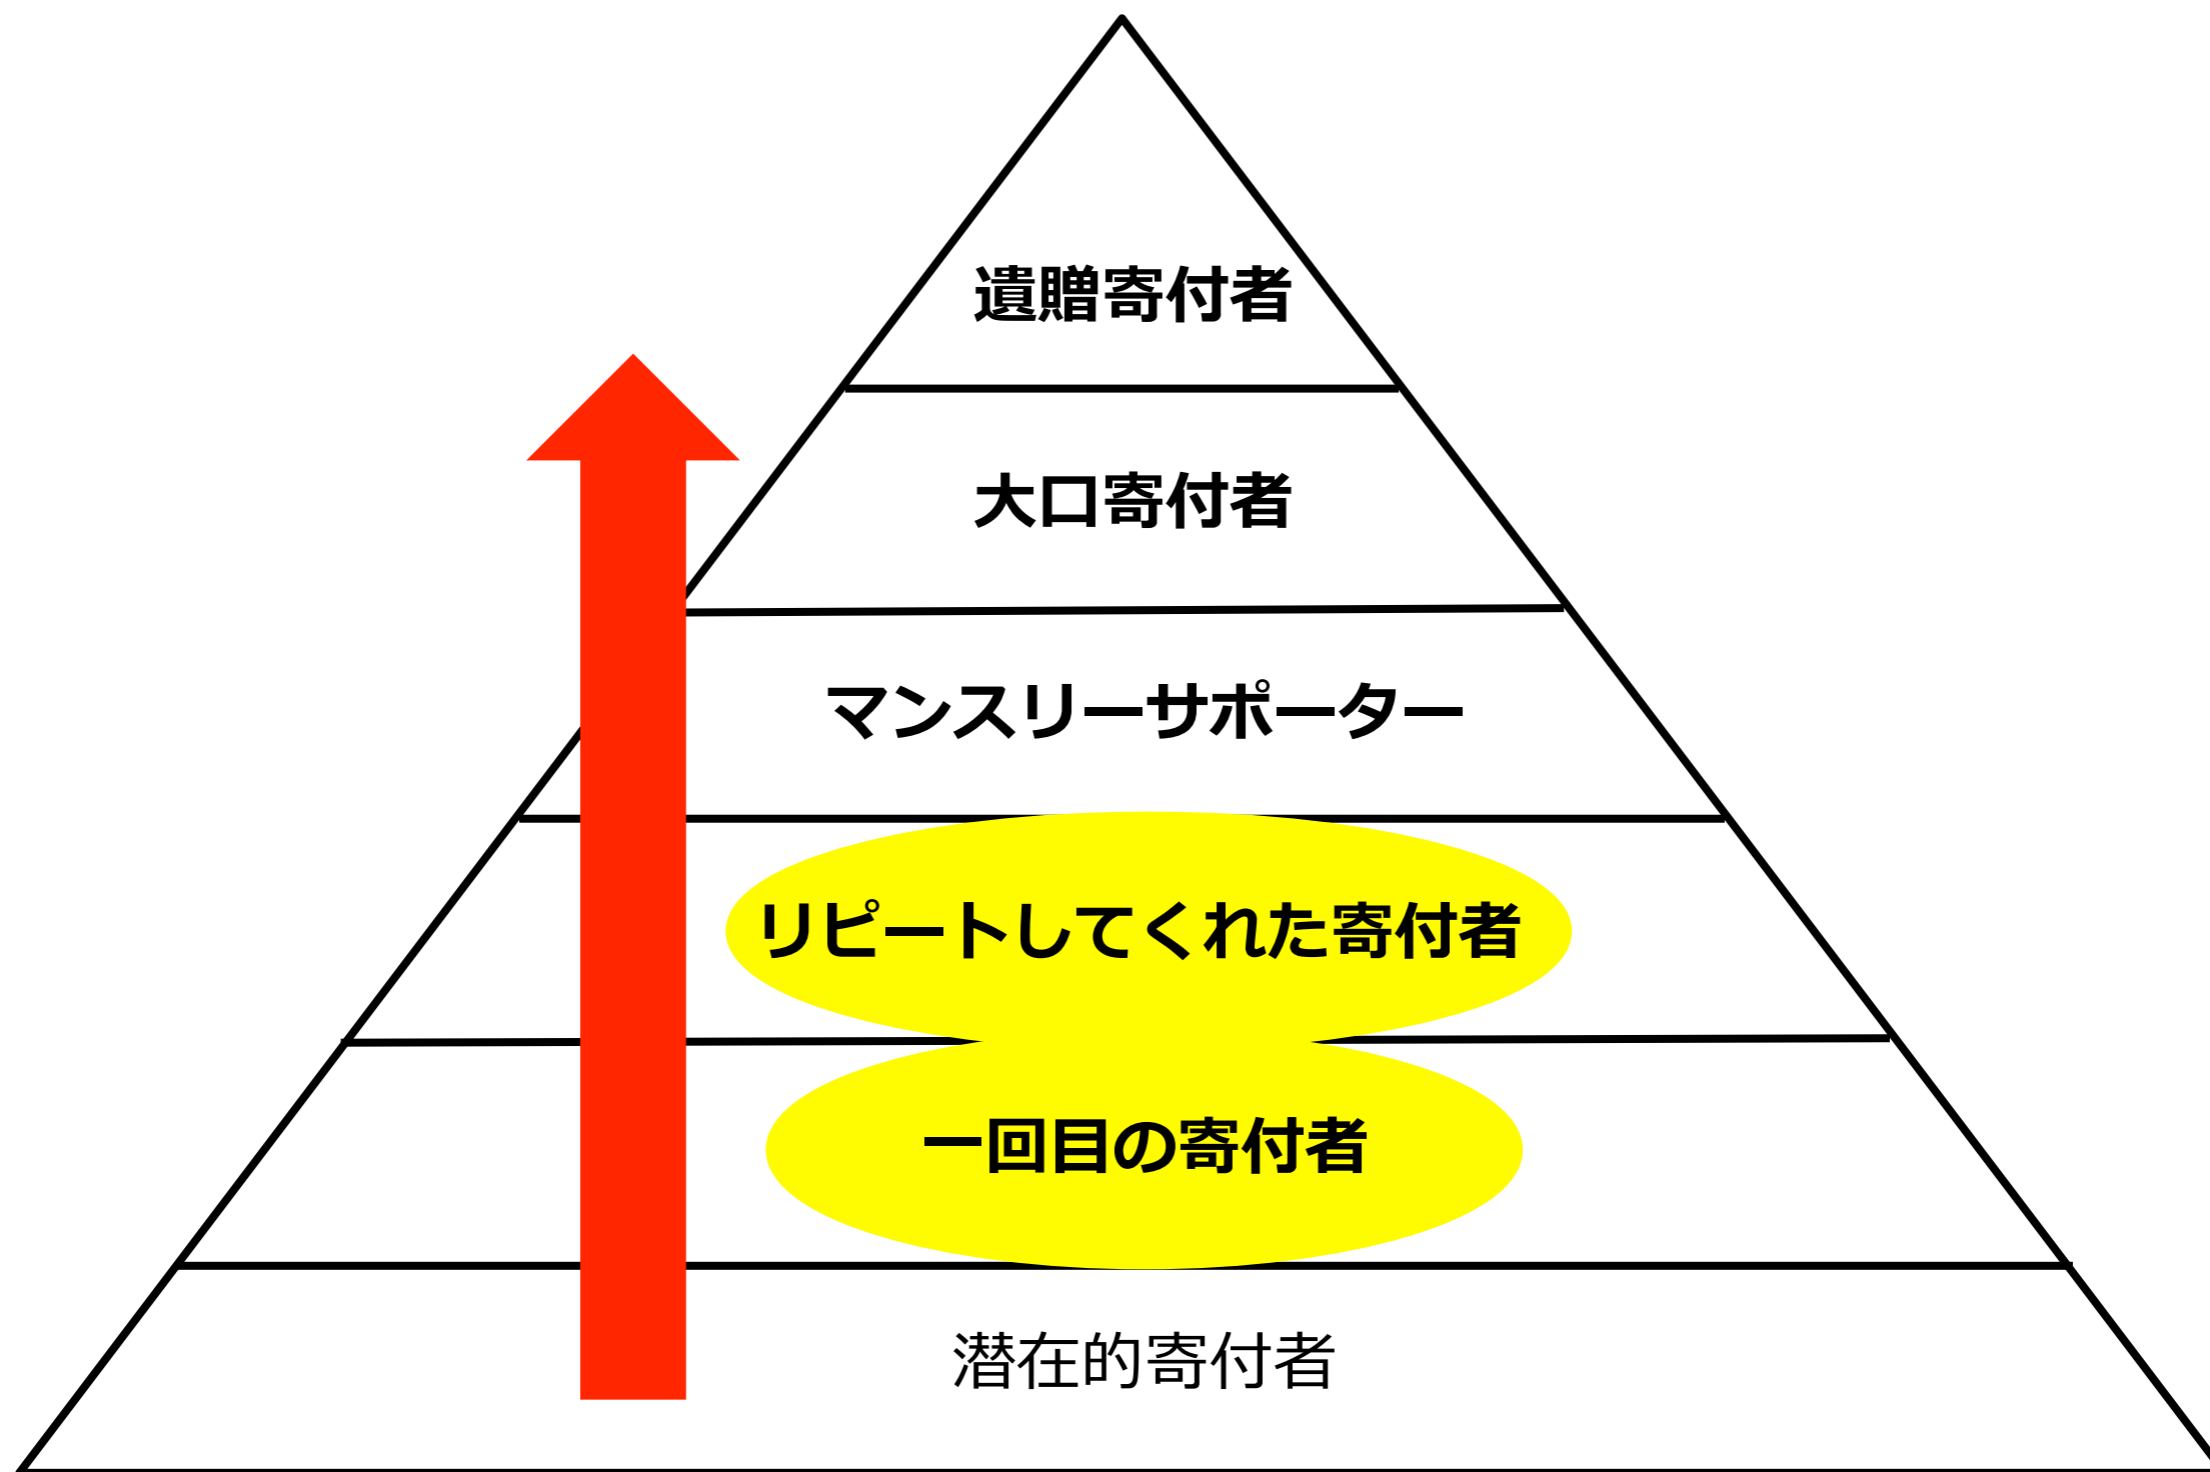 遺贈寄付者
大口寄付者
マンスリーサポーター
リピートしてくれた寄付者
一回目の寄付者
潜在的寄付者